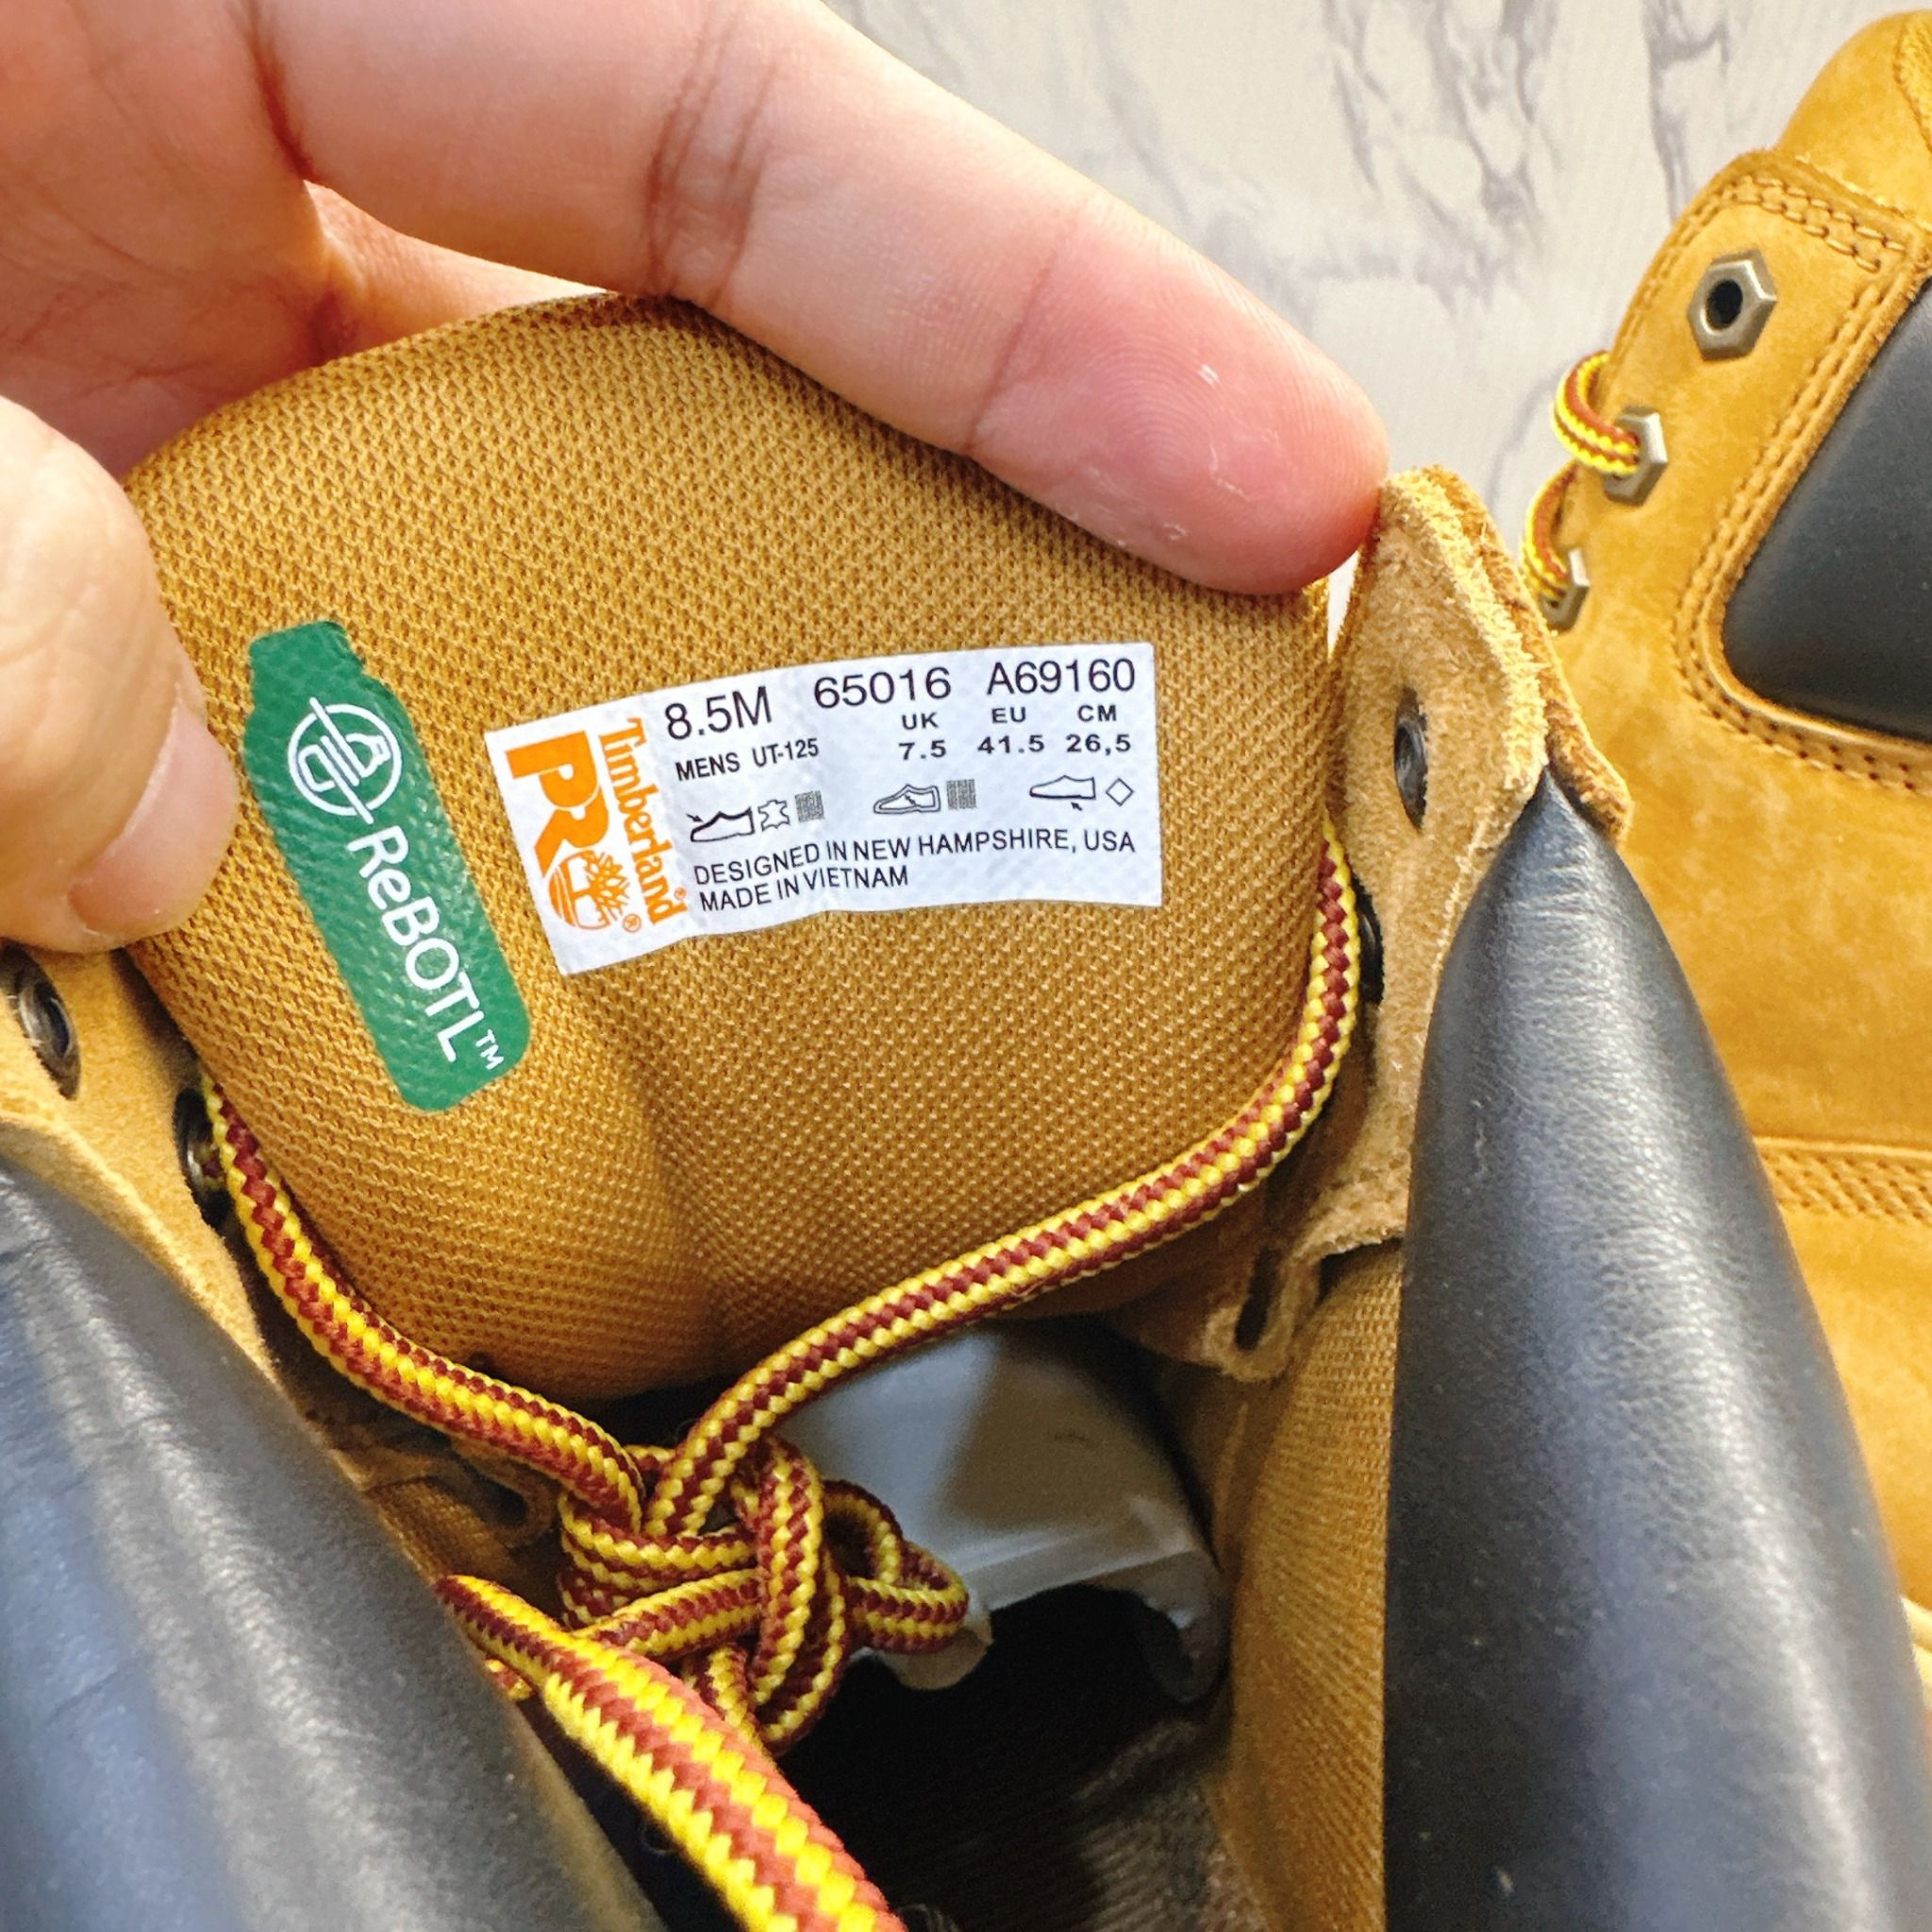 ReBOTL™
Timberland®
PRO®
8.5M 65016 A69160
UK EU CM
MENS UT-125 7.5 41.5 26,5
DESIGNED IN NEW HAMPSHIRE, USA
MADE IN VIETNAM